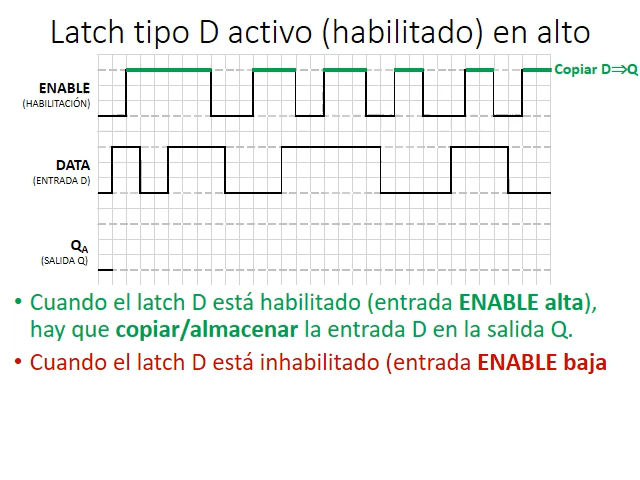 Latch tipo D activo (habilitado) en alto
ENABLE
(HABILITACIÓN)
Copiar D⇒Q
DATA
(ENTRADA D)
QA
(SALIDA Q)
• Cuando el latch D está habilitado (entrada ENABLE alta),
hay que copiar/almacenar la entrada D en la salida Q.
• Cuando el latch D está inhabilitado (entrada ENABLE baja